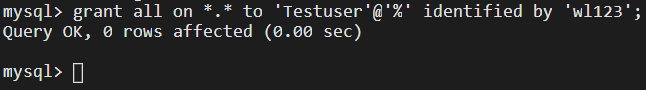 mysql> grant all on *.* to 'Testuser'@'%' identified by 'wl123';
Query OK, 0 rows affected (0.00 sec)
mysql>